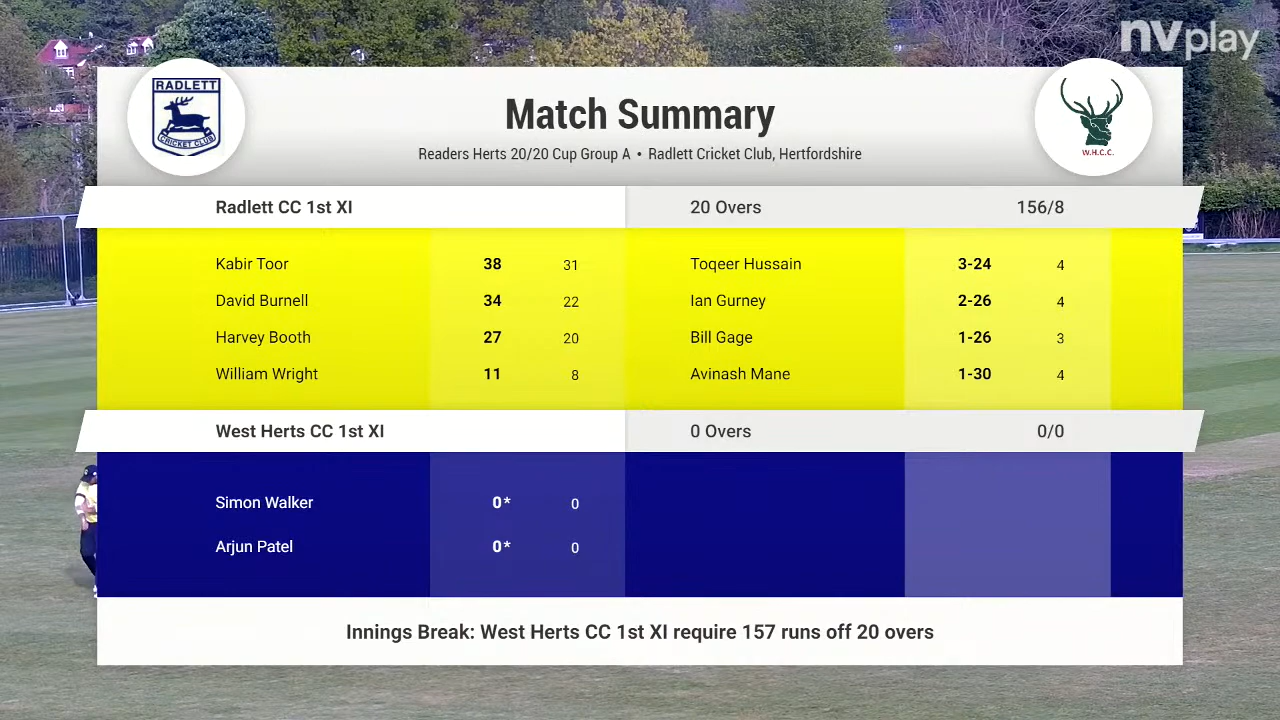 nvplay
RADLETT
CRICKET CLUB
W.H.C.C.
Match Summary
Readers Herts 20/20 Cup Group A • Radlett Cricket Club, Hertfordshire
Radlett CC 1st XI 20 Overs 156/8
Kabir Toor 38 31 Toqeer Hussain 3-24 4
David Burnell 34 22 Ian Gurney 2-26 4
Harvey Booth 27 20 Bill Gage 1-26 3
William Wright 11 8 Avinash Mane 1-30 4
West Herts CC 1st XI 0 Overs 0/0
Simon Walker 0* 0
Arjun Patel 0* 0
Innings Break: West Herts CC 1st XI require 157 runs off 20 overs